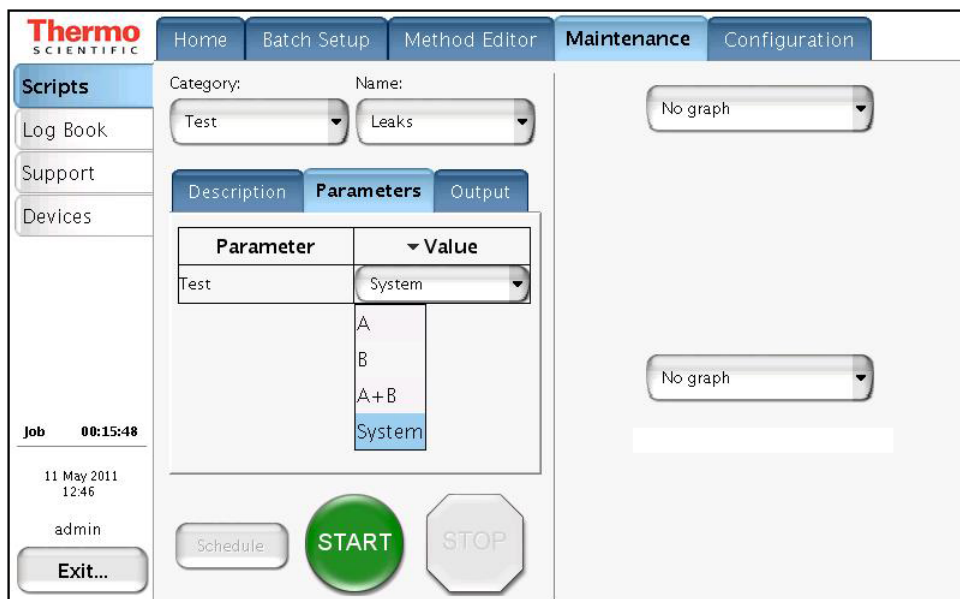 Thermo
SCIENTIFIC
Home
Batch Setup
Method Editor
Maintenance
Configuration
Scripts
Log Book
Support
Devices
Category:
Name:
Test
Leaks
Description
Parameters
Output
Parameter
Value
Test
System
A
B
A+B
System
No graph
No graph
Job 00:15:48
11 May 2011
12:46
admin
Exit...
Schedule
START
STOP